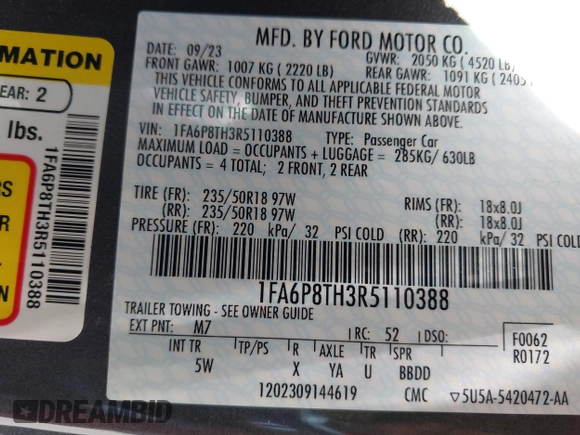 MFD. BY FORD MOTOR CO.
DATE: 09/23 GVWR: 2050 KG (4520 LB)
FRONT GAWR: 1007 KG (2220 LB) REAR GAWR: 1091 KG (2405
THIS VEHICLE CONFORMS TO ALL APPLICABLE FEDERAL MOTOR
VEHICLE SAFETY, BUMPER, AND THEFT PREVENTION STANDARDS
IN EFFECT ON THE DATE OF MANUFACTURE SHOWN ABOVE.
VIN: 1FA6P8TH3R5110388 TYPE: Passenger Car
MAXIMUM LOAD = OCCUPANTS + LUGGAGE = 285KG/ 630LB
OCCUPANTS = 4 TOTAL; 2 FRONT, 2 REAR
TIRE (FR): 235/50R18 97W RIMS (FR): 18x8.0J
(RR): 235/50R18 97W (RR): 18x8.0J
PRESSURE (FR): 220 kPa/ 32 PSI COLD (RR): 220 kPa/ 32 PSI COLD
1FA6P8TH3R5110388
TRAILER TOWING - SEE OWNER GUIDE
EXT PNT: M7 RC: 52 DSO: F0062
R0172
INT TR TP/PS R AXLE TR SPR
5W X YA U BBDD
1202309144619 CMC ▽5U5A-5420472-AA
MATION
EAR: 2
lbs.
1FA6P8TH3R5110388
RS
R
ON
N
DREAMBID